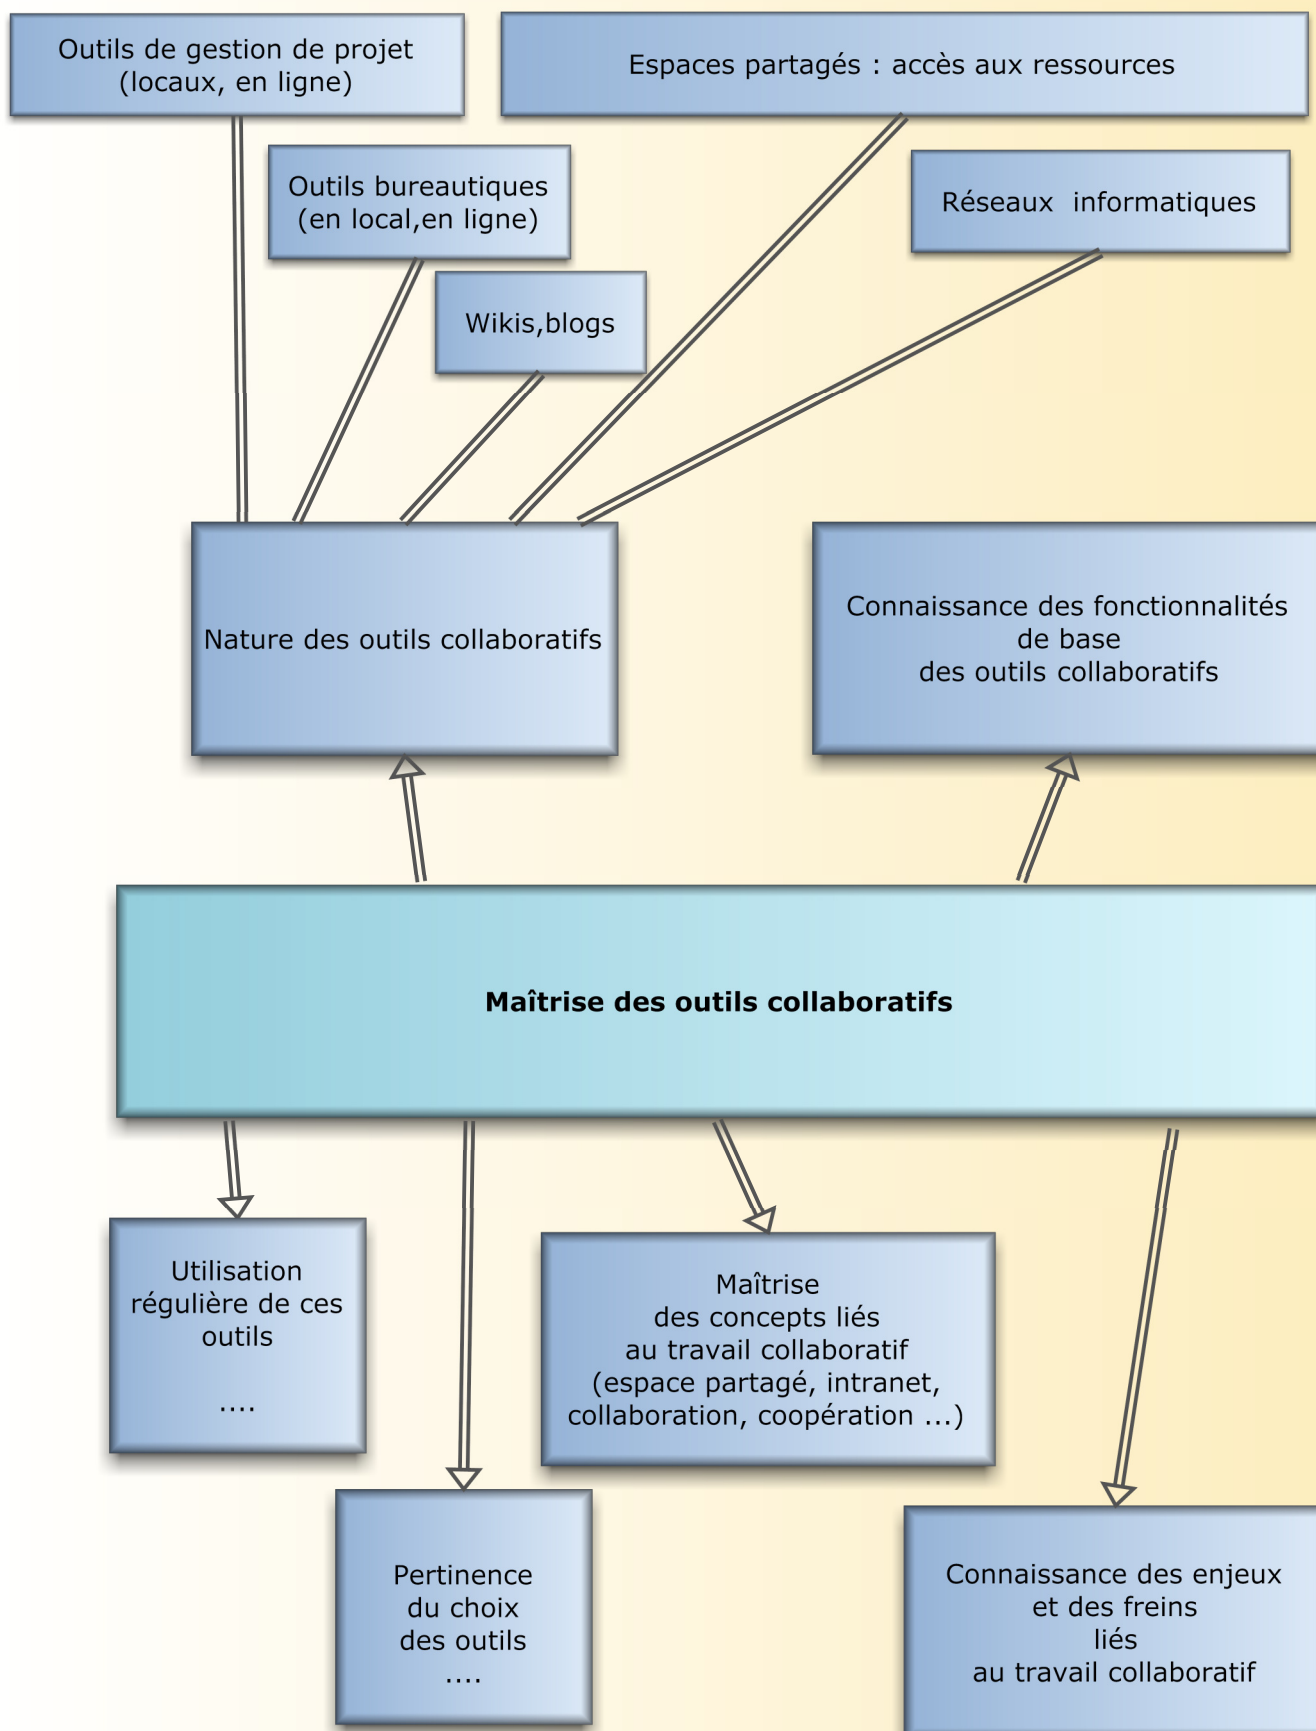 Outils de gestion de projet
(locaux, en ligne)
Espaces partagés : accès aux ressources
Outils bureautiques
(en local,en ligne)
Réseaux  informatiques
Wikis,blogs
Nature des outils collaboratifs
Connaissance des fonctionnalités
de base
des outils collaboratifs
Maîtrise des outils collaboratifs
Utilisation
régulière de ces
outils
....
Maîtrise
des concepts liés
au travail collaboratif
(espace partagé, intranet,
collaboration, coopération ...)
Pertinence
du choix
des outils
....
Connaissance des enjeux
et des freins
liés
au travail collaboratif